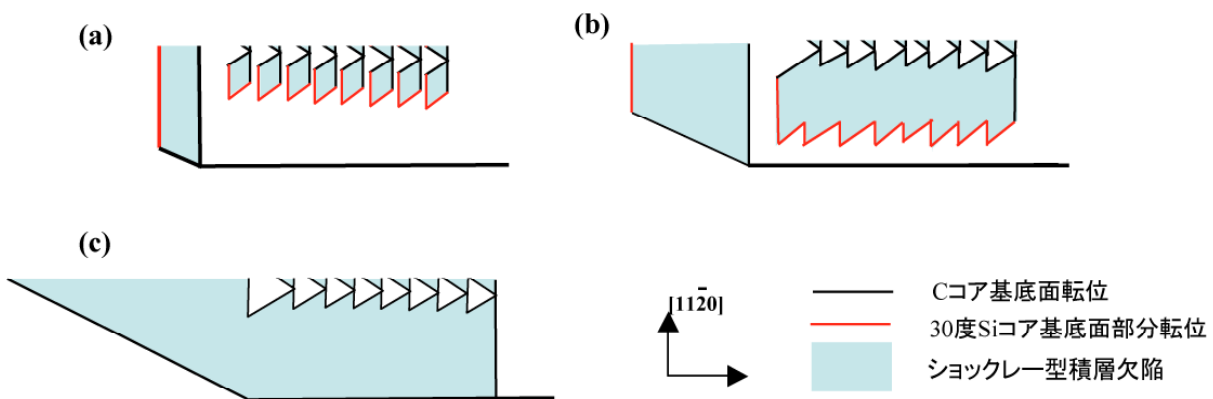 (a)
(b)
(c)
[112̄0]
Cコア基底面転位
30度Siコア基底面部分転位
ショックレー型積層欠陥